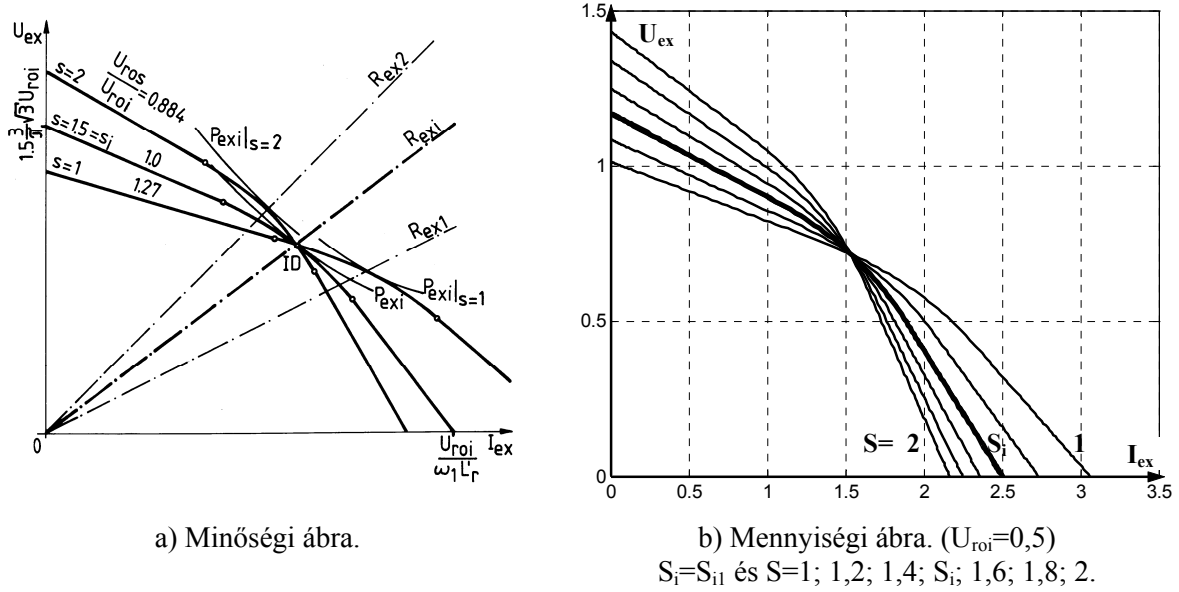 U_ex
1.5 3/π √3 U_roi
s=2
U_ros/U_roi=0.884
s=1.5=s_i
1.0
s=1
1.27
P_exi|s=2
R_ex2
R_exi
R_ex1
ID
P_exi
P_exi|s=1
0
U_roi/ω₁L'_r
I_ex
a) Minőségi ábra.
1.5
U_ex
1
0.5
S= 2
S_i
1
I_ex
0
0 0.5 1 1.5 2 2.5 3 3.5
b) Mennyiségi ábra. (U_roi=0,5)
S_i=S_i1 és S=1; 1,2; 1,4; S_i; 1,6; 1,8; 2.